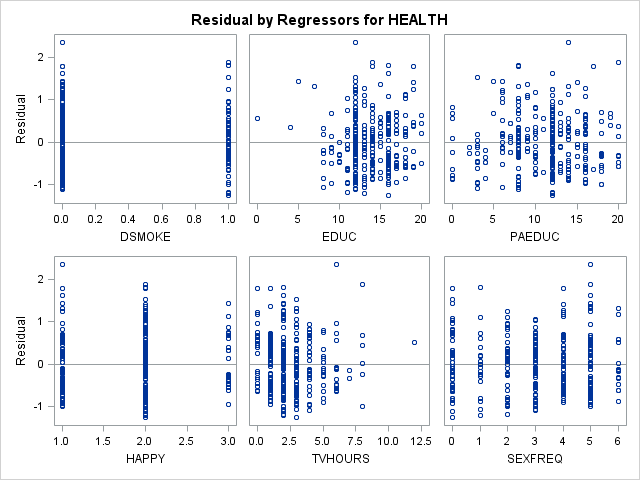 Residual by Regressors for HEALTH
Residual
2
1
0
-1
0.0 0.2 0.4 0.6 0.8 1.0
DSMOKE
0 5 10 15 20
EDUC
0 5 10 15 20
PAEDUC
Residual
2
1
0
-1
1.0 1.5 2.0 2.5 3.0
HAPPY
0.0 2.5 5.0 7.5 10.0 12.5
TVHOURS
0 1 2 3 4 5 6
SEXFREQ